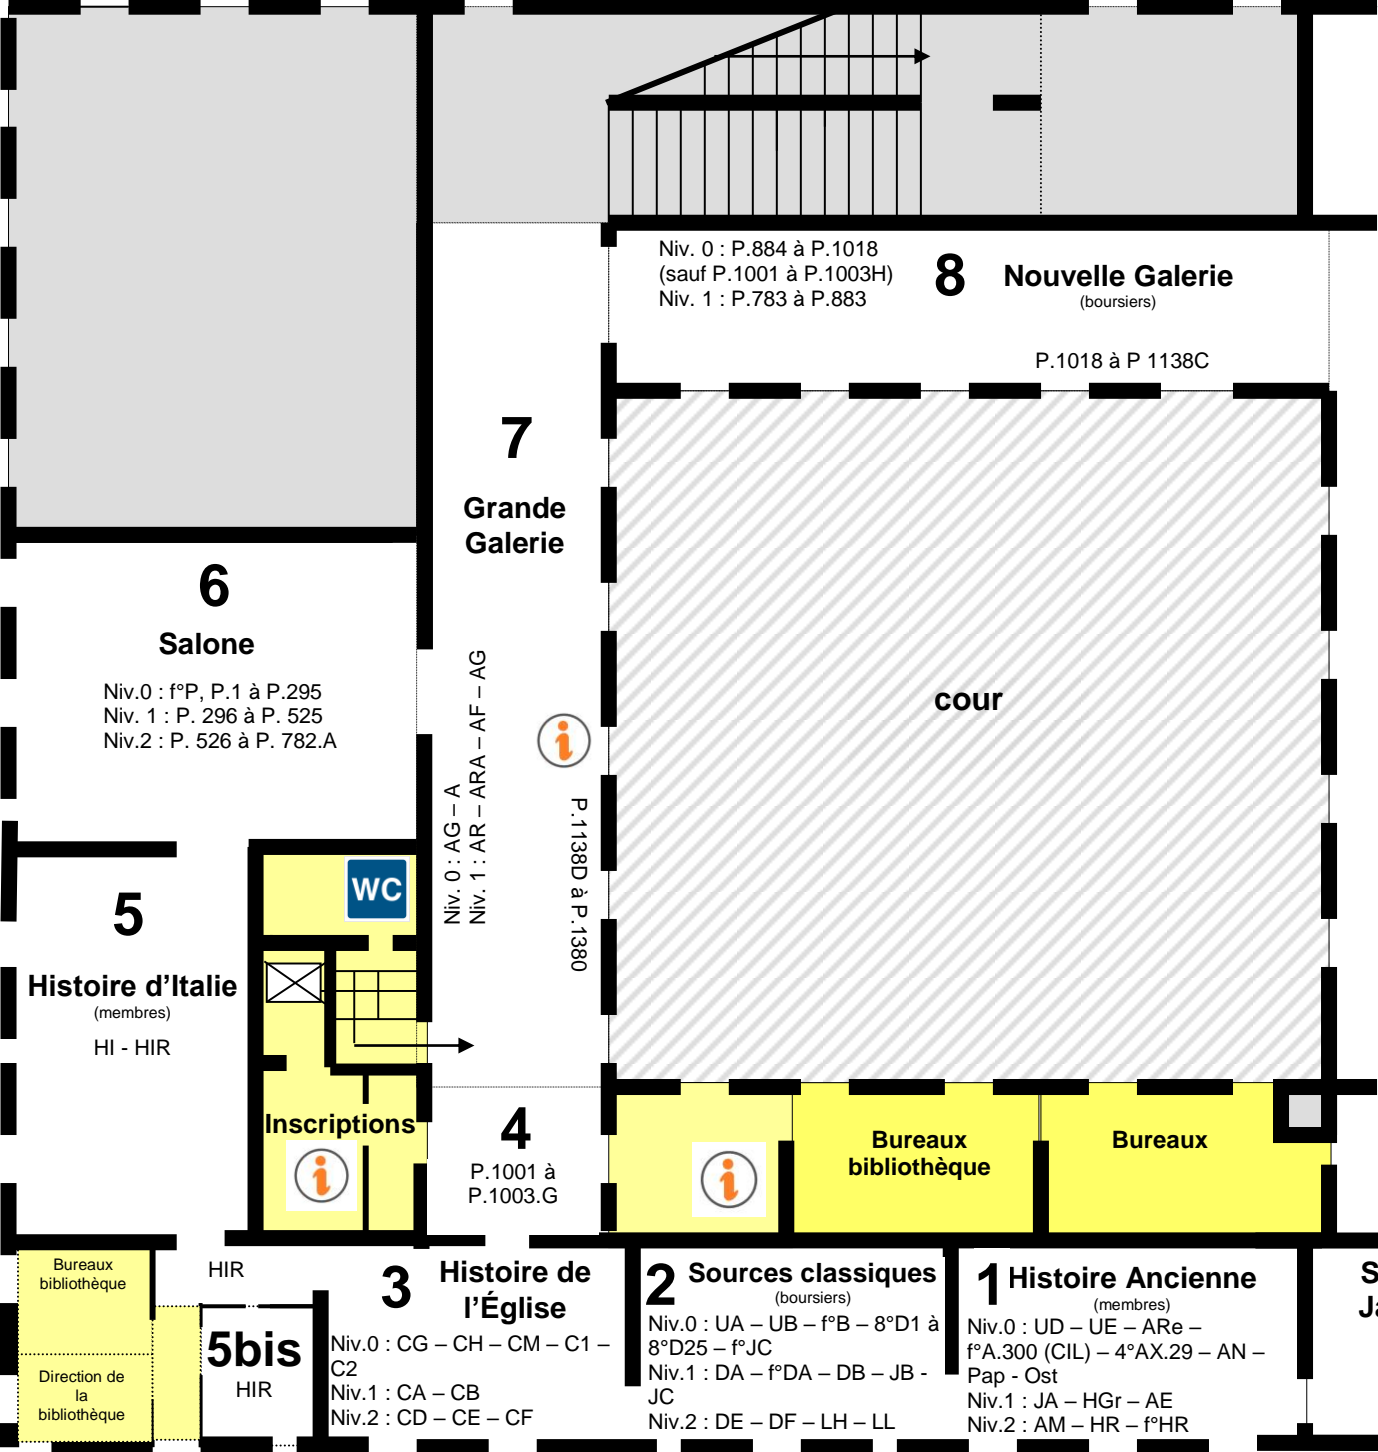 Niv. 0 : P.884 à P.1018
(sauf P.1001 à P.1003H)
Niv. 1 : P.783 à P.883
8
Nouvelle Galerie
(boursiers)
P.1018 à P 1138C
7
Grande
Galerie
Niv. 0 : AG – A
Niv. 1 : AR – ARA – AF – AG
P.1138D à P.1380
cour
6
Salone
Niv.0 : f°P, P.1 à P.295
Niv. 1 : P. 296 à P. 525
Niv.2 : P. 526 à P. 782.A
WC
5
Histoire d’Italie
(membres)
HI - HIR
Inscriptions
4
P.1001 à
P.1003.G
Bureaux
bibliothèque
Bureaux
Bureaux
bibliothèque
HIR
Direction de
la
bibliothèque
5bis
HIR
3
Histoire de
l’Église
Niv.0 : CG – CH – CM – C1 –
C2
Niv.1 : CA – CB
Niv.2 : CD – CE – CF
2
Sources classiques
(boursiers)
Niv.0 : UA – UB – f°B – 8°D1 à
8°D25 – f°JC
Niv.1 : DA – f°DA – DB – JB -
JC
Niv.2 : DE – DF – LH – LL
1
Histoire Ancienne
(membres)
Niv.0 : UD – UE – ARe –
f°A.300 (CIL) – 4°AX.29 – AN –
Pap - Ost
Niv.1 : JA – HGr – AE
Niv.2 : AM – HR – f°HR
S
Ja